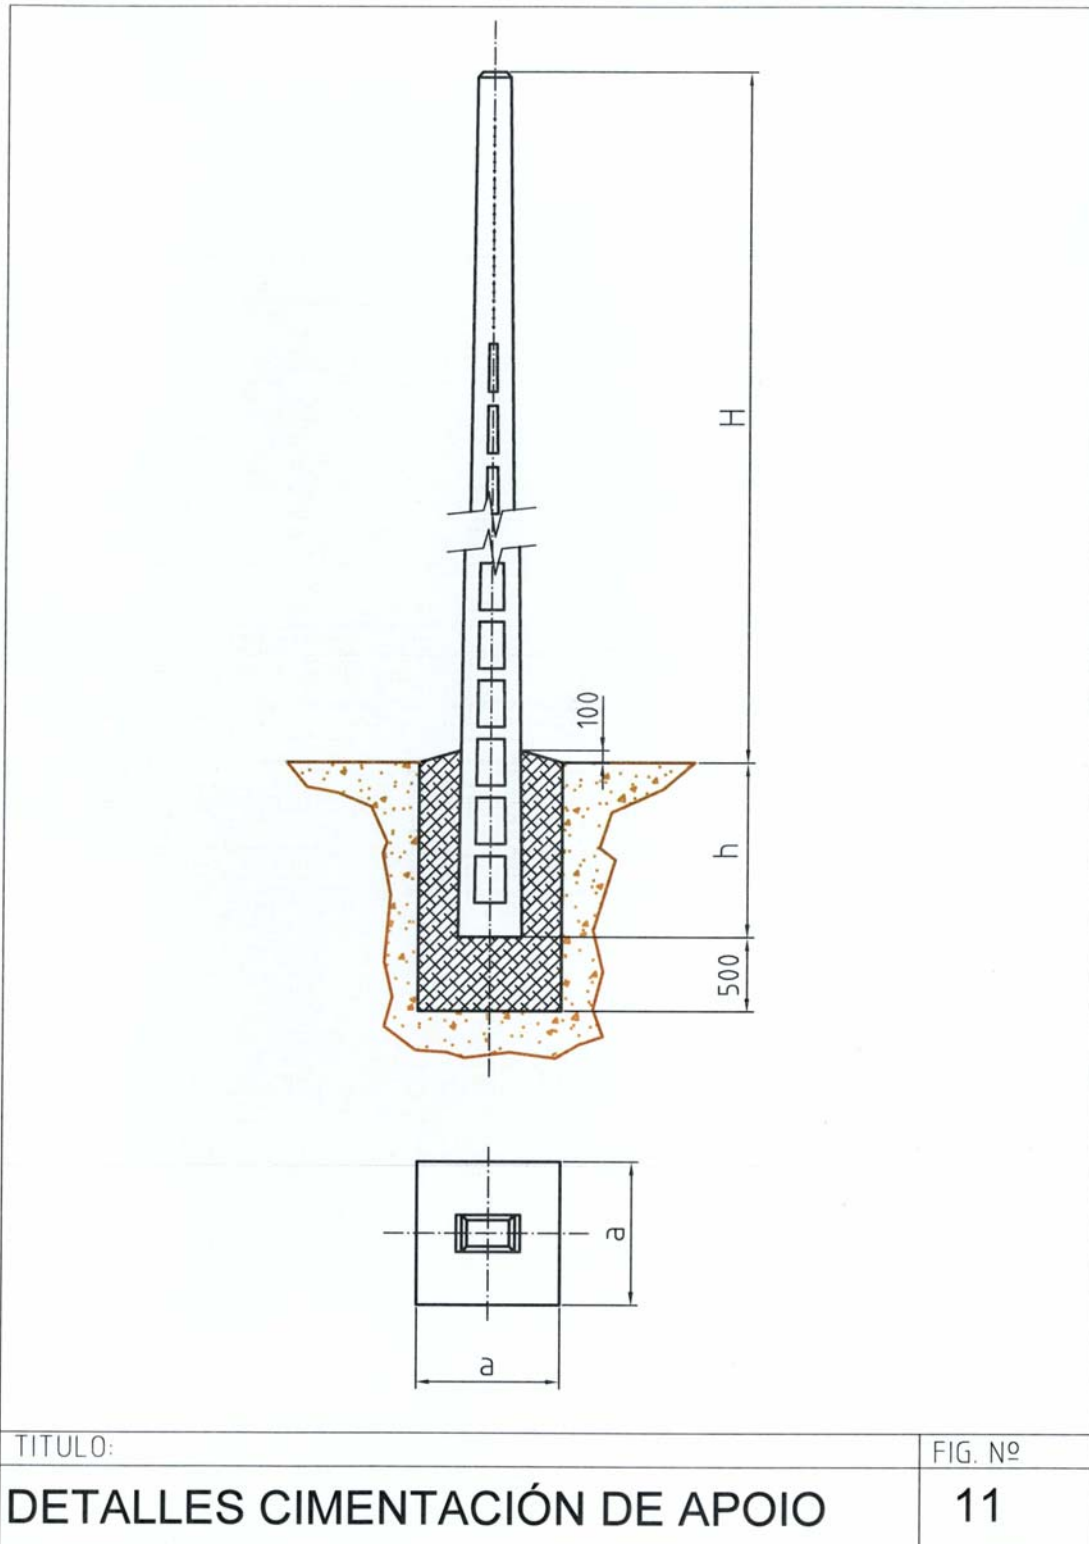 H
100
h
500
a
a
TITULO:
FIG. Nº
DETALLES CIMENTACIÓN DE APOIO
11